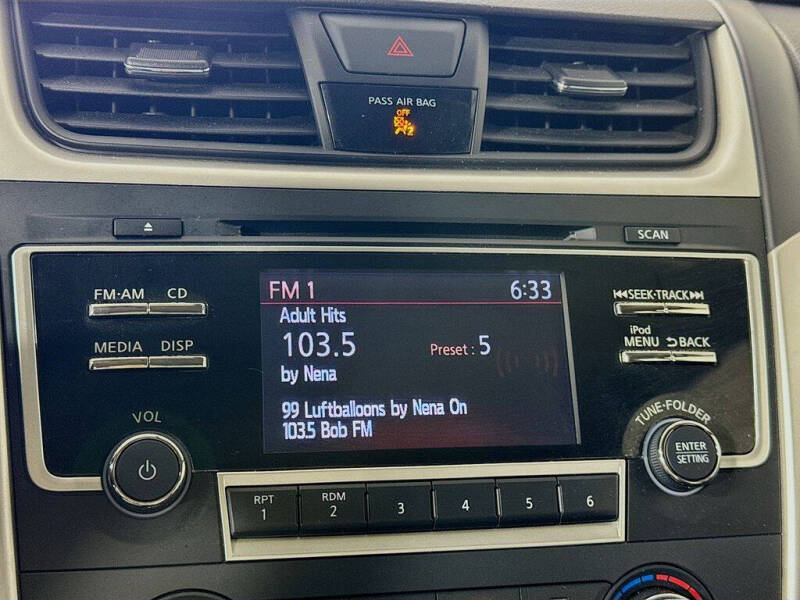 PASS AIR BAG
OFF
2
SCAN
FM·AM CD
MEDIA DISP
VOL
FM 1 6:33
Adult Hits
103.5
Preset : 5
by Nena
99 Luftballoons by Nena On
103.5 Bob FM
SEEK·TRACK
iPod
MENU BACK
TUNE·FOLDER
ENTER
SETTING
RPT RDM
1 2 3 4 5 6